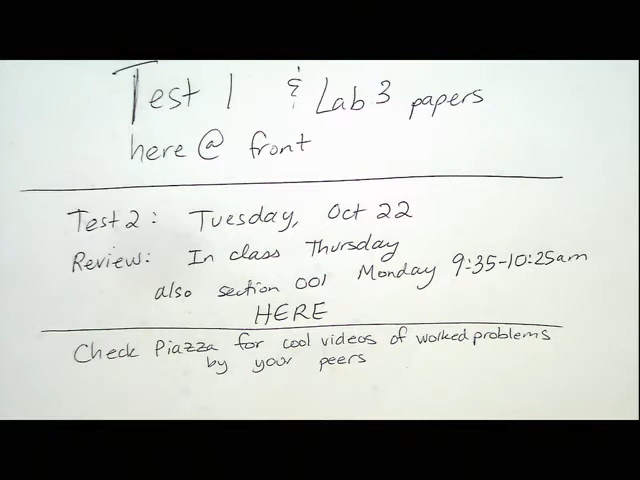 Test 1 & Lab 3 papers
here @ front
Test 2: Tuesday, Oct 22
Review: In class Thursday
also section 001 Monday 9:35-10:25am
HERE
Check Piazza for cool videos of worked problems
by your peers